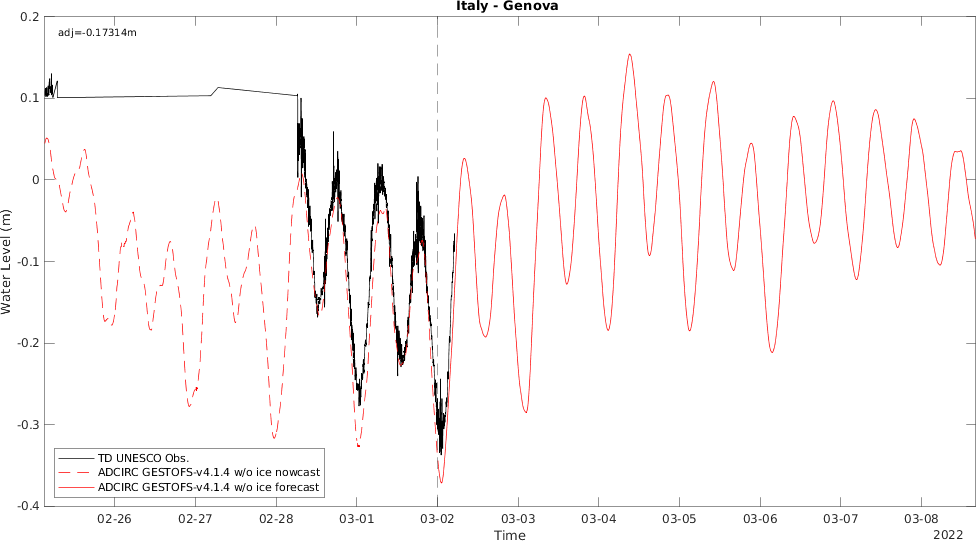 Italy - Genova
adj=-0.17314m
0.2
0.1
0
-0.1
-0.2
-0.3
-0.4
Water Level (m)
TD UNESCO Obs.
ADCIRC GESTOFS-v4.1.4 w/o ice nowcast
ADCIRC GESTOFS-v4.1.4 w/o ice forecast
02-26 02-27 02-28 03-01 03-02 03-03 03-04 03-05 03-06 03-07 03-08
Time
2022